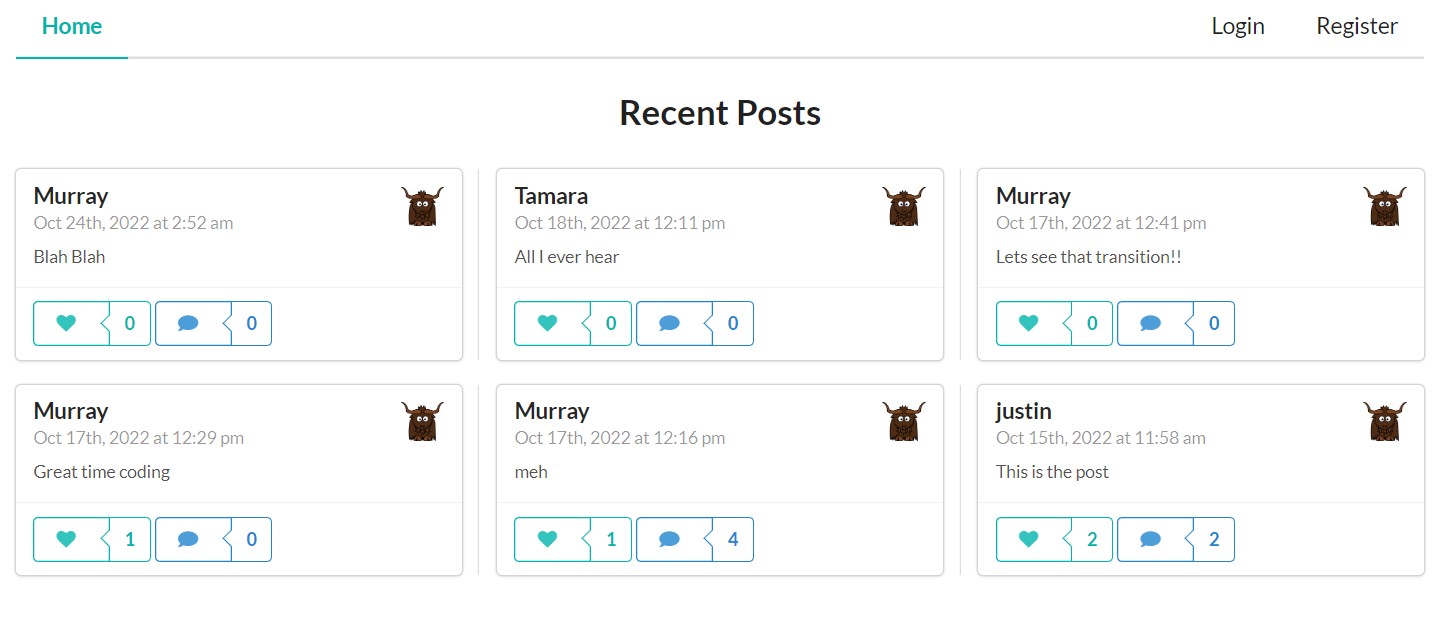 Home
Login
Register
Recent Posts
Murray
Oct 24th, 2022 at 2:52 am
Blah Blah
0
0
Tamara
Oct 18th, 2022 at 12:11 pm
All I ever hear
0
0
Murray
Oct 17th, 2022 at 12:41 pm
Lets see that transition!!
0
0
Murray
Oct 17th, 2022 at 12:29 pm
Great time coding
1
0
Murray
Oct 17th, 2022 at 12:16 pm
meh
1
4
justin
Oct 15th, 2022 at 11:58 am
This is the post
2
2